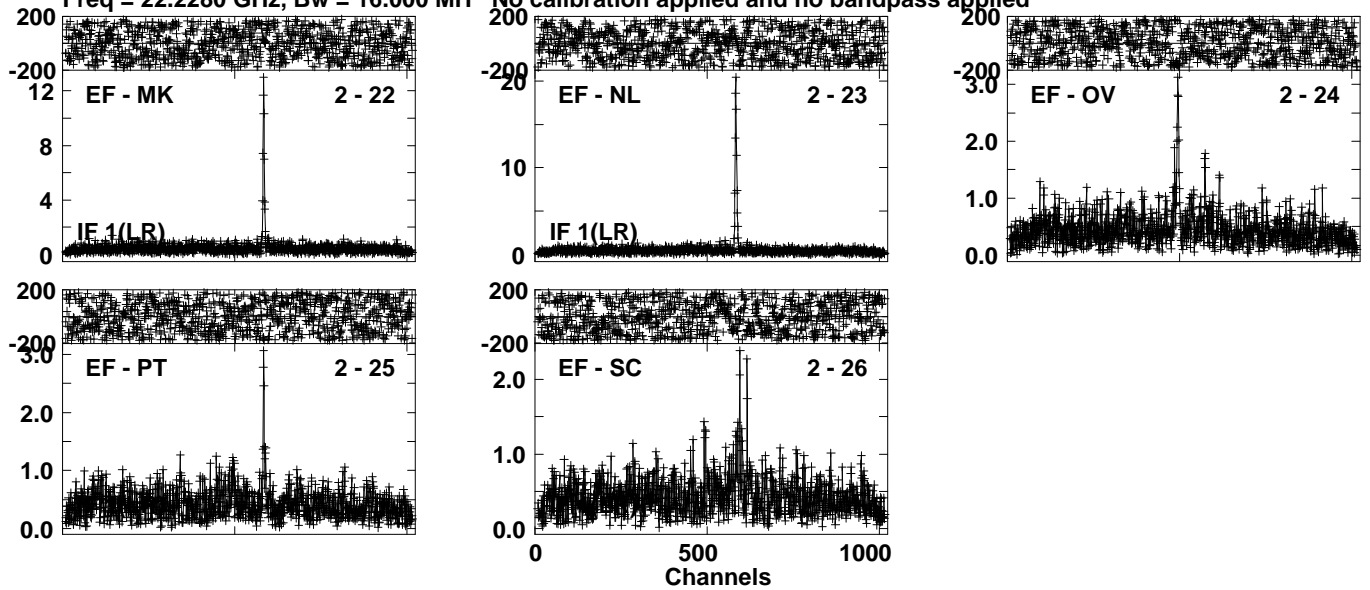 Freq = 22.2280 GHz, Bw = 16.000 MH No calibration applied and no bandpass applied
200 200 200
-200 -200 -200
12 20 3.0
EF - MK 2 - 22 EF - NL 2 - 23 EF - OV 2 - 24
8 10 2.0
4 1.0
IF 1(LR) IF 1(LR)
0 0 0.0
200 200
-200 -200
3.0
EF - PT 2 - 25 EF - SC 2 - 26
2.0 2.0
1.0 1.0
0.0 0.0
0 500 1000
Channels